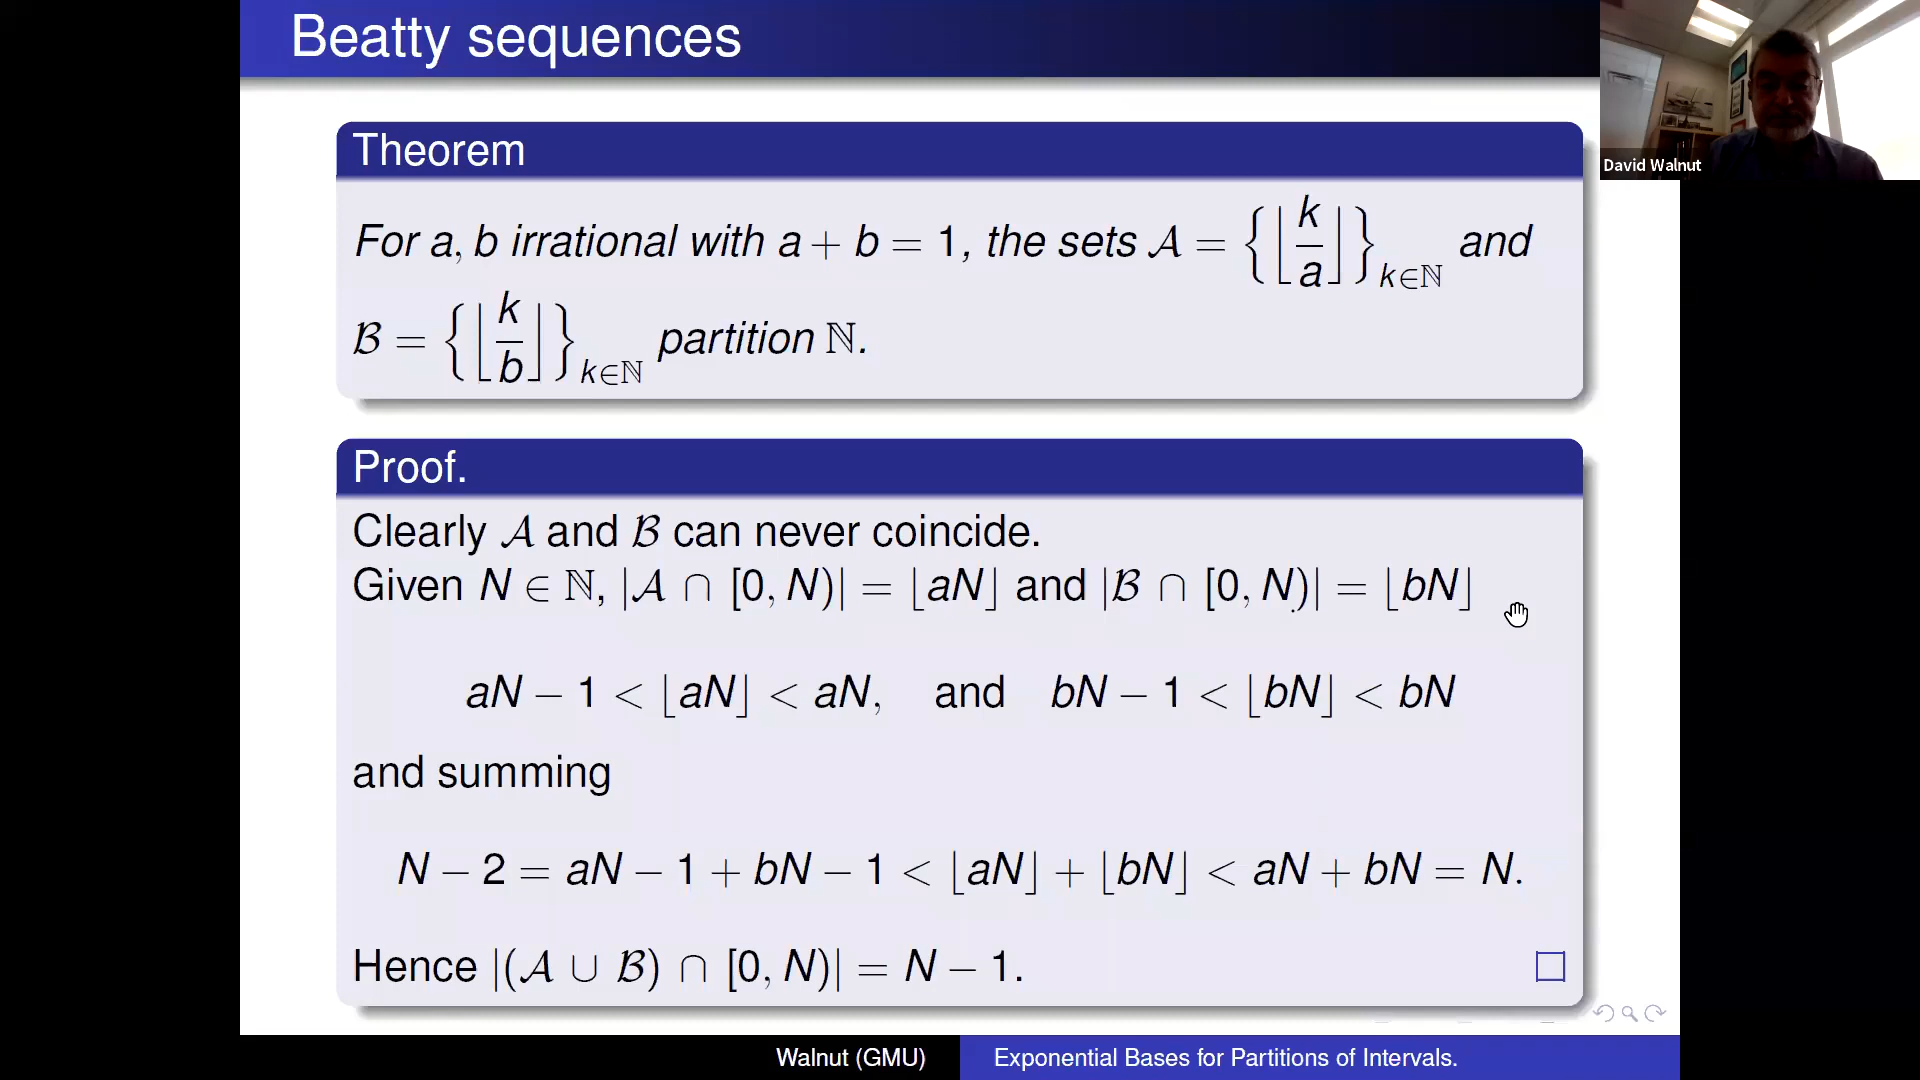 Beatty sequences
David Walnut
Theorem
For a, b irrational with a + b = 1, the sets 𝒜 = {⌊k/a⌋}_{k∈ℕ} and
ℬ = {⌊k/b⌋}_{k∈ℕ} partition ℕ.
Proof.
Clearly 𝒜 and ℬ can never coincide.
Given N ∈ ℕ, |𝒜 ∩ [0, N)| = ⌊aN⌋ and |ℬ ∩ [0, N)| = ⌊bN⌋
aN − 1 < ⌊aN⌋ < aN, and bN − 1 < ⌊bN⌋ < bN
and summing
N − 2 = aN − 1 + bN − 1 < ⌊aN⌋ + ⌊bN⌋ < aN + bN = N.
Hence |(𝒜 ∪ ℬ) ∩ [0, N)| = N − 1. □
Walnut (GMU) Exponential Bases for Partitions of Intervals.